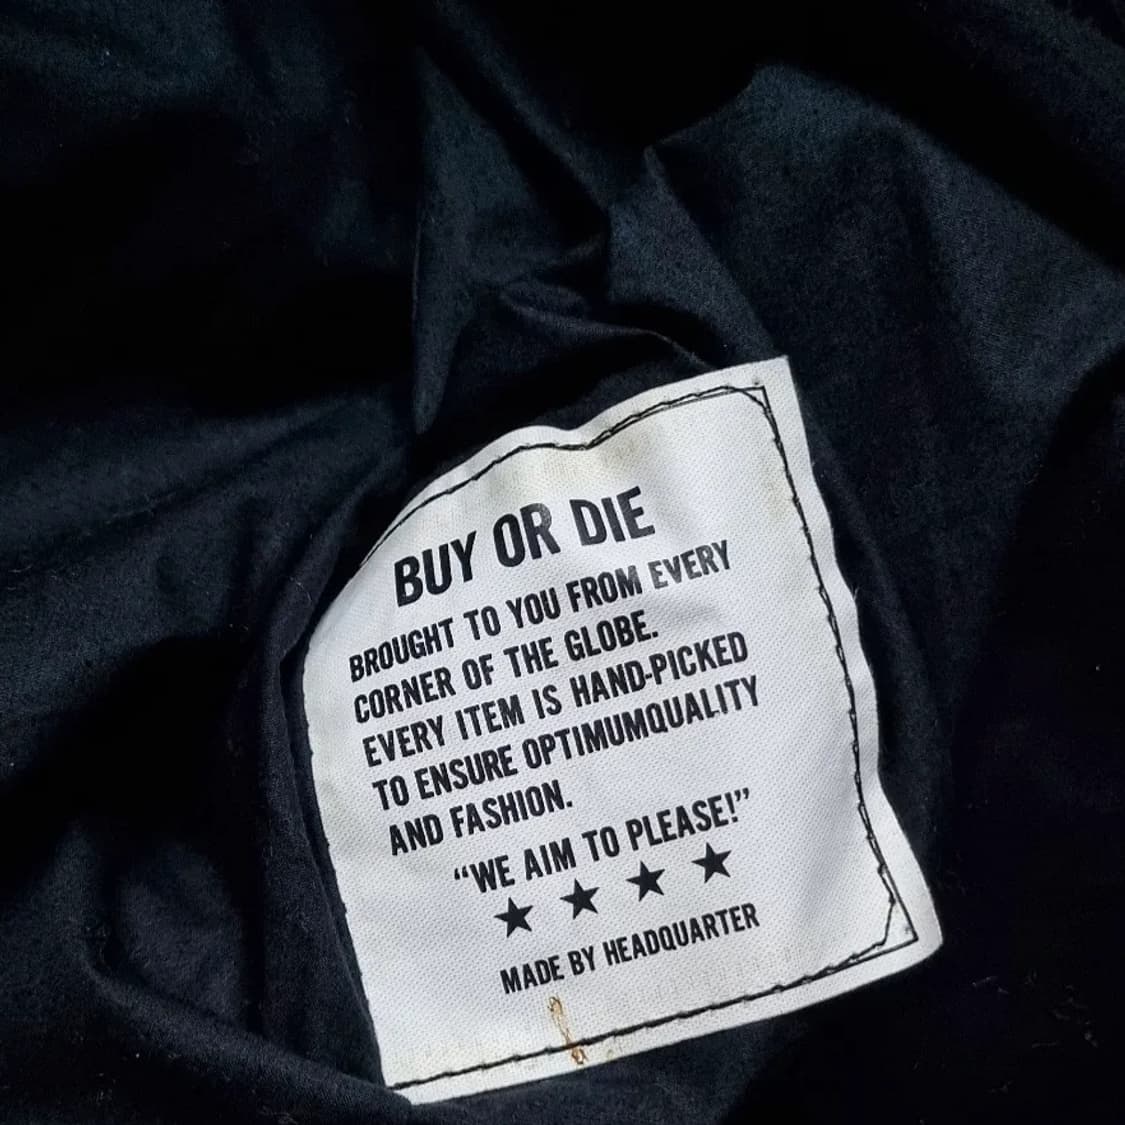 BUY OR DIE
BROUGHT TO YOU FROM EVERY
CORNER OF THE GLOBE.
EVERY ITEM IS HAND-PICKED
TO ENSURE OPTIMUMQUALITY
AND FASHION.
“WE AIM TO PLEASE!”
★ ★ ★ ★
MADE BY HEADQUARTER